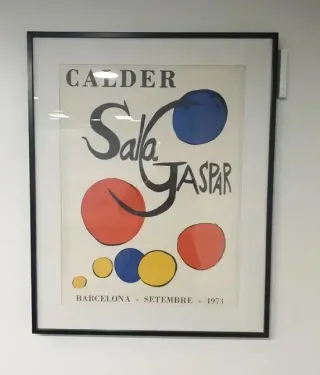 CALDER
Sala
GASPAR
BARCELONA - SETEMBRE - 1973